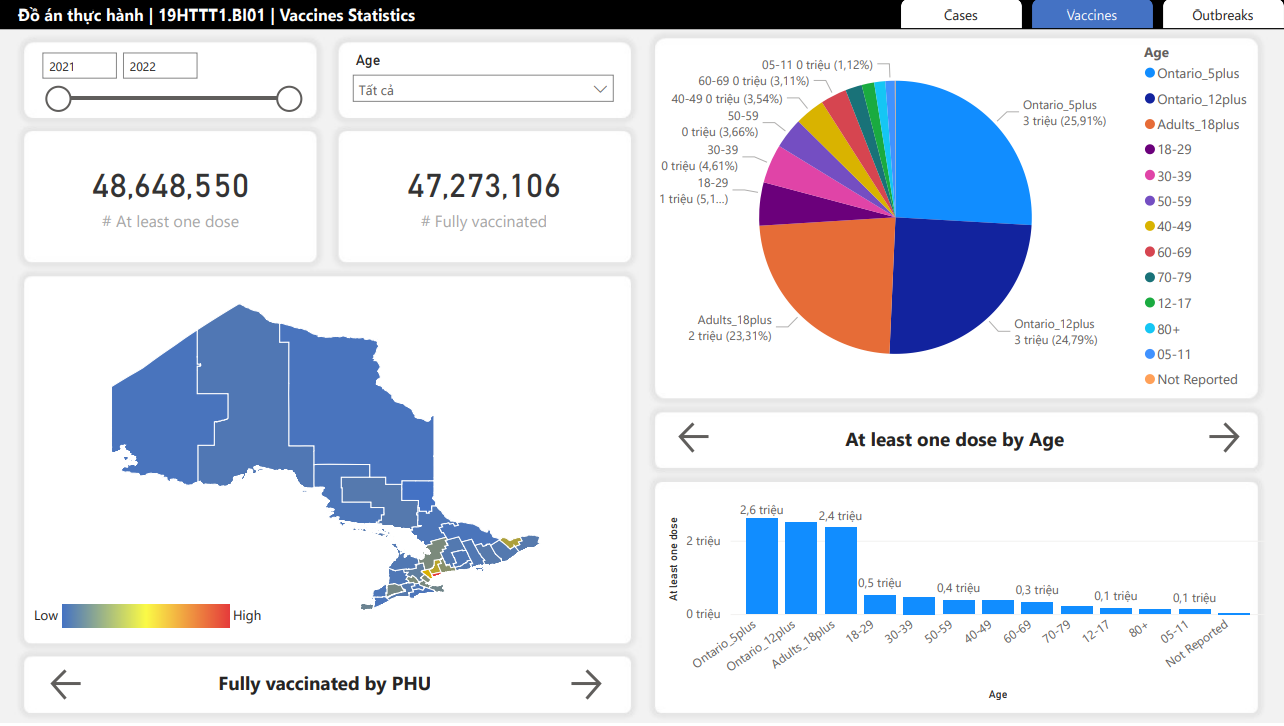 Đồ án thực hành | 19HTTT1.BI01 | Vaccines Statistics
Cases
Vaccines
Outbreaks
2021
2022
Age
Tất cả
48,648,550
# At least one dose
47,273,106
# Fully vaccinated
Low
High
Fully vaccinated by PHU
05-11 0 triệu (1,12%)
60-69 0 triệu (3,11%)
40-49 0 triệu (3,54%)
50-59
0 triệu (3,66%)
30-39
0 triệu (4,61%)
18-29
1 triệu (5,1...)
Adults_18plus
2 triệu (23,31%)
Ontario_5plus
3 triệu (25,91%)
Ontario_12plus
3 triệu (24,79%)
Age
Ontario_5plus
Ontario_12plus
Adults_18plus
18-29
30-39
50-59
40-49
60-69
70-79
12-17
80+
05-11
Not Reported
At least one dose by Age
At least one dose
2 triệu
0 triệu
2,6 triệu
2,4 triệu
0,5 triệu
0,4 triệu
0,3 triệu
0,1 triệu
0,1 triệu
Ontario_5plus
Ontario_12plus
Adults_18plus
18-29
30-39
50-59
40-49
60-69
70-79
12-17
80+
05-11
Not Reported
Age